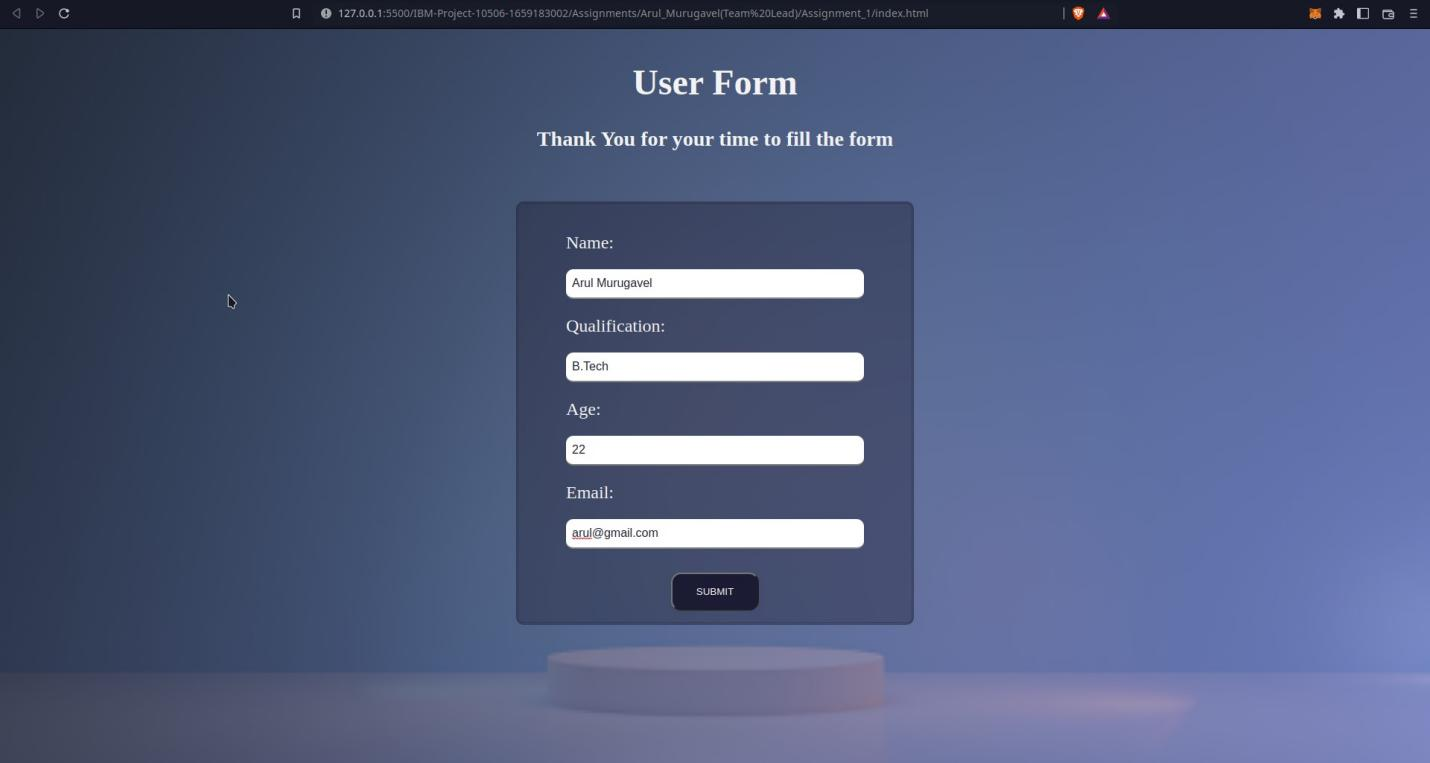 127.0.0.1:5500/IBM-Project-10506-1659183002/Assignments/Arul_Murugavel(Team%20Lead)/Assignment_1/index.html
User Form
Thank You for your time to fill the form
Name:
Arul Murugavel
Qualification:
B.Tech
Age:
22
Email:
arul@gmail.com
SUBMIT